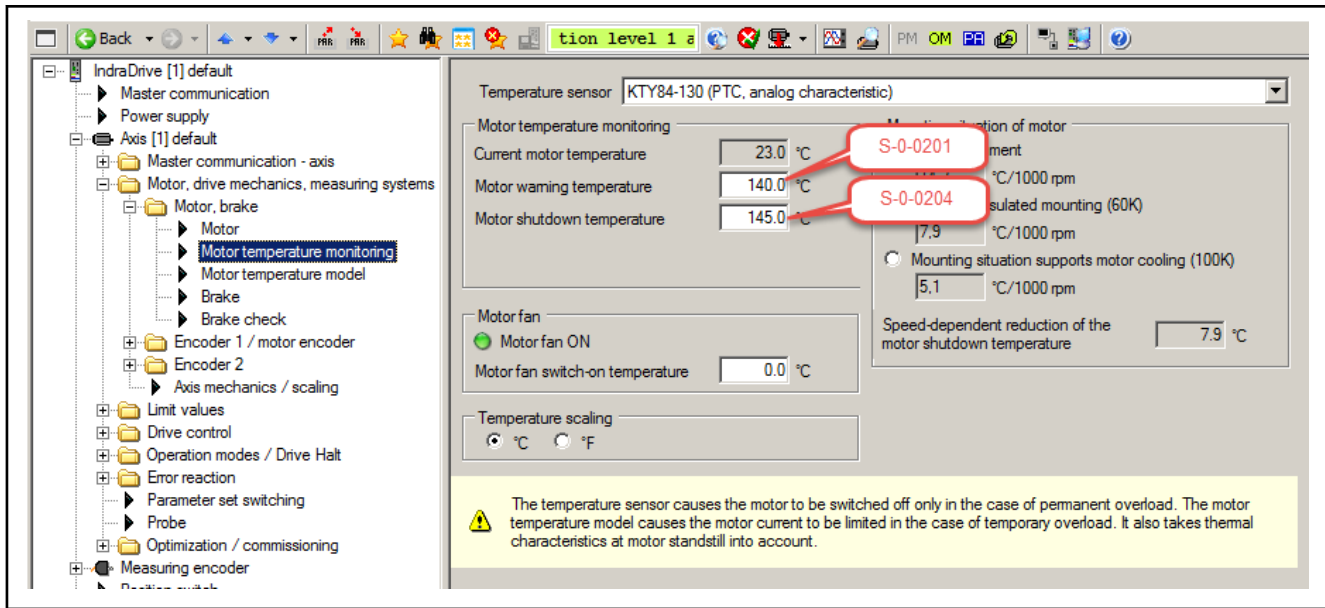 Back
PAR
PAR
tion level 1 a
PM OM PA
IndraDrive [1] default
Master communication
Power supply
Axis [1] default
Master communication - axis
Motor, drive mechanics, measuring systems
Motor, brake
Motor
Motor temperature monitoring
Motor temperature model
Brake
Brake check
Encoder 1 / motor encoder
Encoder 2
Axis mechanics / scaling
Limit values
Drive control
Operation modes / Drive Halt
Error reaction
Parameter set switching
Probe
Optimization / commissioning
Measuring encoder
Temperature sensor KTY84-130 (PTC, analog characteristic)
Motor temperature monitoring
Current motor temperature 23.0 °C
Motor warning temperature 140.0 °C
Motor shutdown temperature 145.0 °C
S-0-0201
S-0-0204
Motor fan
Motor fan ON
Motor fan switch-on temperature 0.0 °C
Temperature scaling
°C °F
of motor
°C/1000 rpm
mounting (60K)
7,9 °C/1000 rpm
Mounting situation supports motor cooling (100K)
5,1 °C/1000 rpm
Speed-dependent reduction of the
motor shutdown temperature 7.9 °C
The temperature sensor causes the motor to be switched off only in the case of permanent overload. The motor
temperature model causes the motor current to be limited in the case of temporary overload. It also takes thermal
characteristics at motor standstill into account.